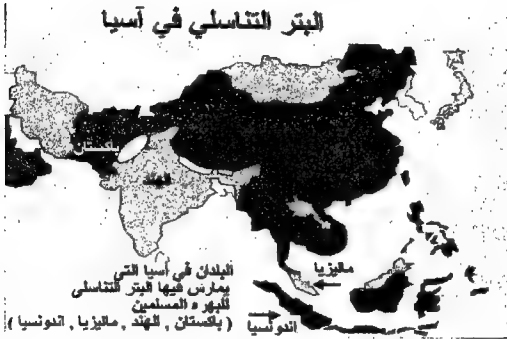 البتر التناسلي في آسيا
باكستان
الهند
ماليزيا
البلدان في آسيا التي
يمارس فيها البتر التناسلي
للبهره المسلمين
( باكستان , الهند , ماليزيا , اندونسيا )
اندونسيا